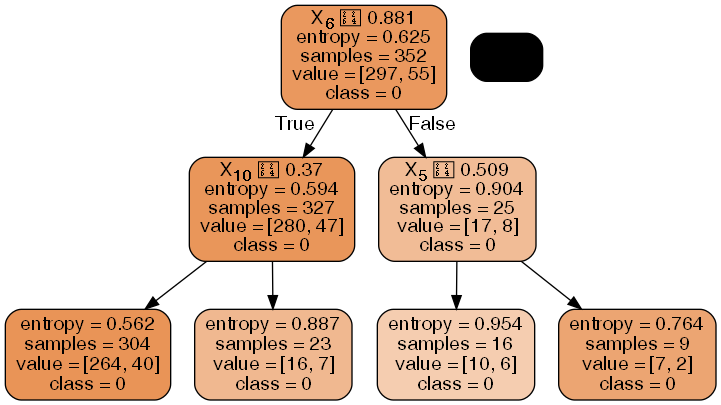 X6 ≤ 0.881
entropy = 0.625
samples = 352
value = [297, 55]
class = 0
True
False
X10 ≤ 0.37
entropy = 0.594
samples = 327
value = [280, 47]
class = 0
X5 ≤ 0.509
entropy = 0.904
samples = 25
value = [17, 8]
class = 0
entropy = 0.562
samples = 304
value = [264, 40]
class = 0
entropy = 0.887
samples = 23
value = [16, 7]
class = 0
entropy = 0.954
samples = 16
value = [10, 6]
class = 0
entropy = 0.764
samples = 9
value = [7, 2]
class = 0